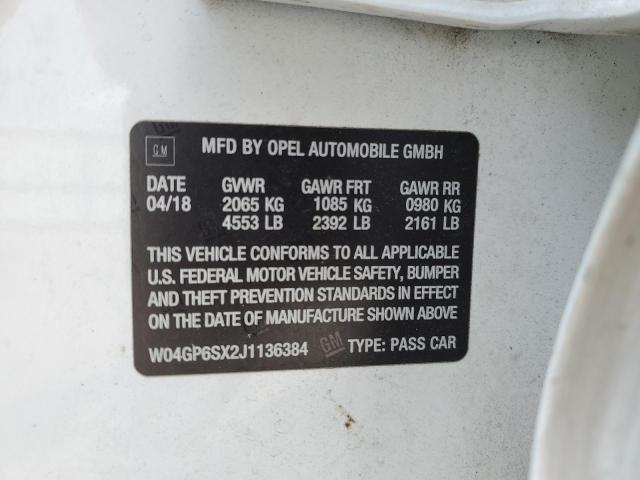 GM MFD BY OPEL AUTOMOBILE GMBH
DATE GVWR GAWR FRT GAWR RR
04/18 2065 KG 1085 KG 0980 KG
4553 LB 2392 LB 2161 LB
THIS VEHICLE CONFORMS TO ALL APPLICABLE
U.S. FEDERAL MOTOR VEHICLE SAFETY, BUMPER
AND THEFT PREVENTION STANDARDS IN EFFECT
ON THE DATE OF MANUFACTURE SHOWN ABOVE
W04GP6SX2J1136384 GM TYPE: PASS CAR